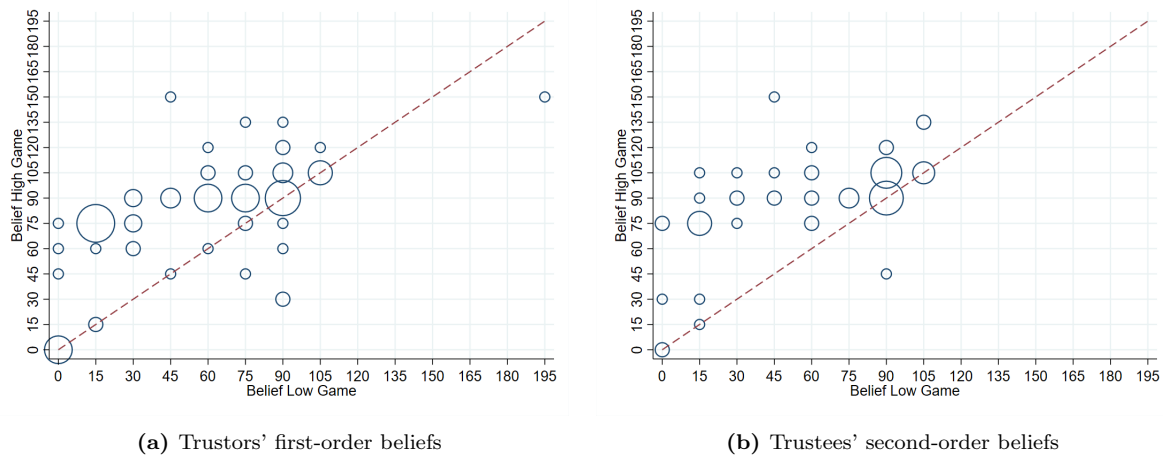 Belief High Game
0 15 30 45 60 75 90 105 120 135 150 165 180 195
0 15 30 45 60 75 90 105 120 135 150 165 180 195
Belief Low Game
(a) Trustors' first-order beliefs
Belief High Game
0 15 30 45 60 75 90 105 120 135 150 165 180 195
0 15 30 45 60 75 90 105 120 135 150 165 180 195
Belief Low Game
(b) Trustees' second-order beliefs